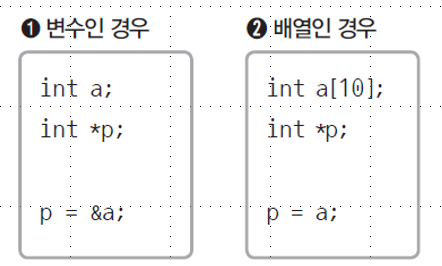 ❶ 변수인 경우
int a;
int *p;
p = &a;
❷ 배열인 경우
int a[10];
int *p;
p = a;